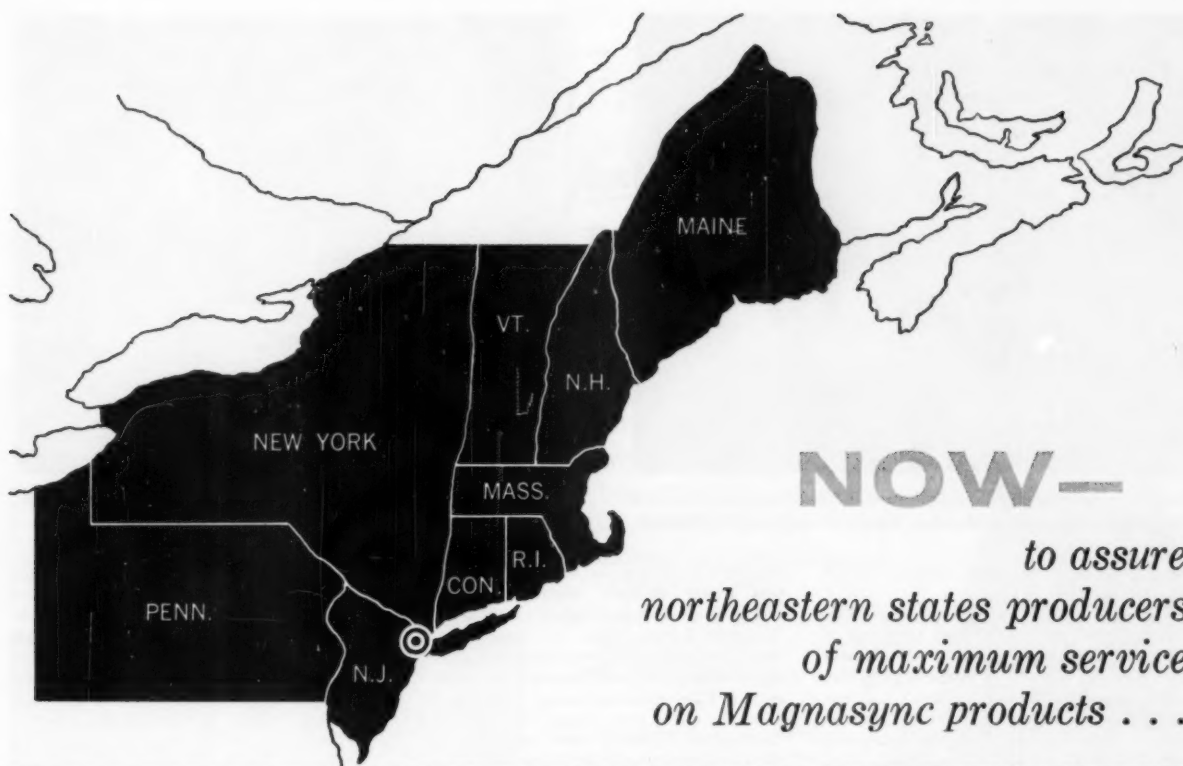 MAINE
VT.
N.H.
NEW YORK
MASS.
R.I.
CON.
PENN.
N.J.
NOW—
to assure
northeastern states producers
of maximum service
on Magnasync products . . .